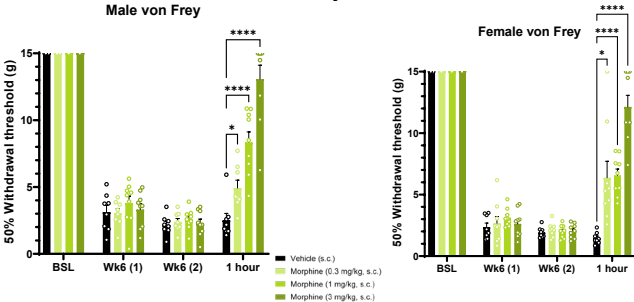 Male von Frey
50% Withdrawal threshold (g)
15
10
5
0
****
****
*
BSL Wk6 (1) Wk6 (2) 1 hour
Vehicle (s.c.)
Morphine (0.3 mg/kg, s.c.)
Morphine (1 mg/kg, s.c.)
Morphine (3 mg/kg, s.c.)
Female von Frey
50% Withdrawal threshold (g)
15
10
5
0
****
****
*
BSL Wk6 (1) Wk6 (2) 1 hour